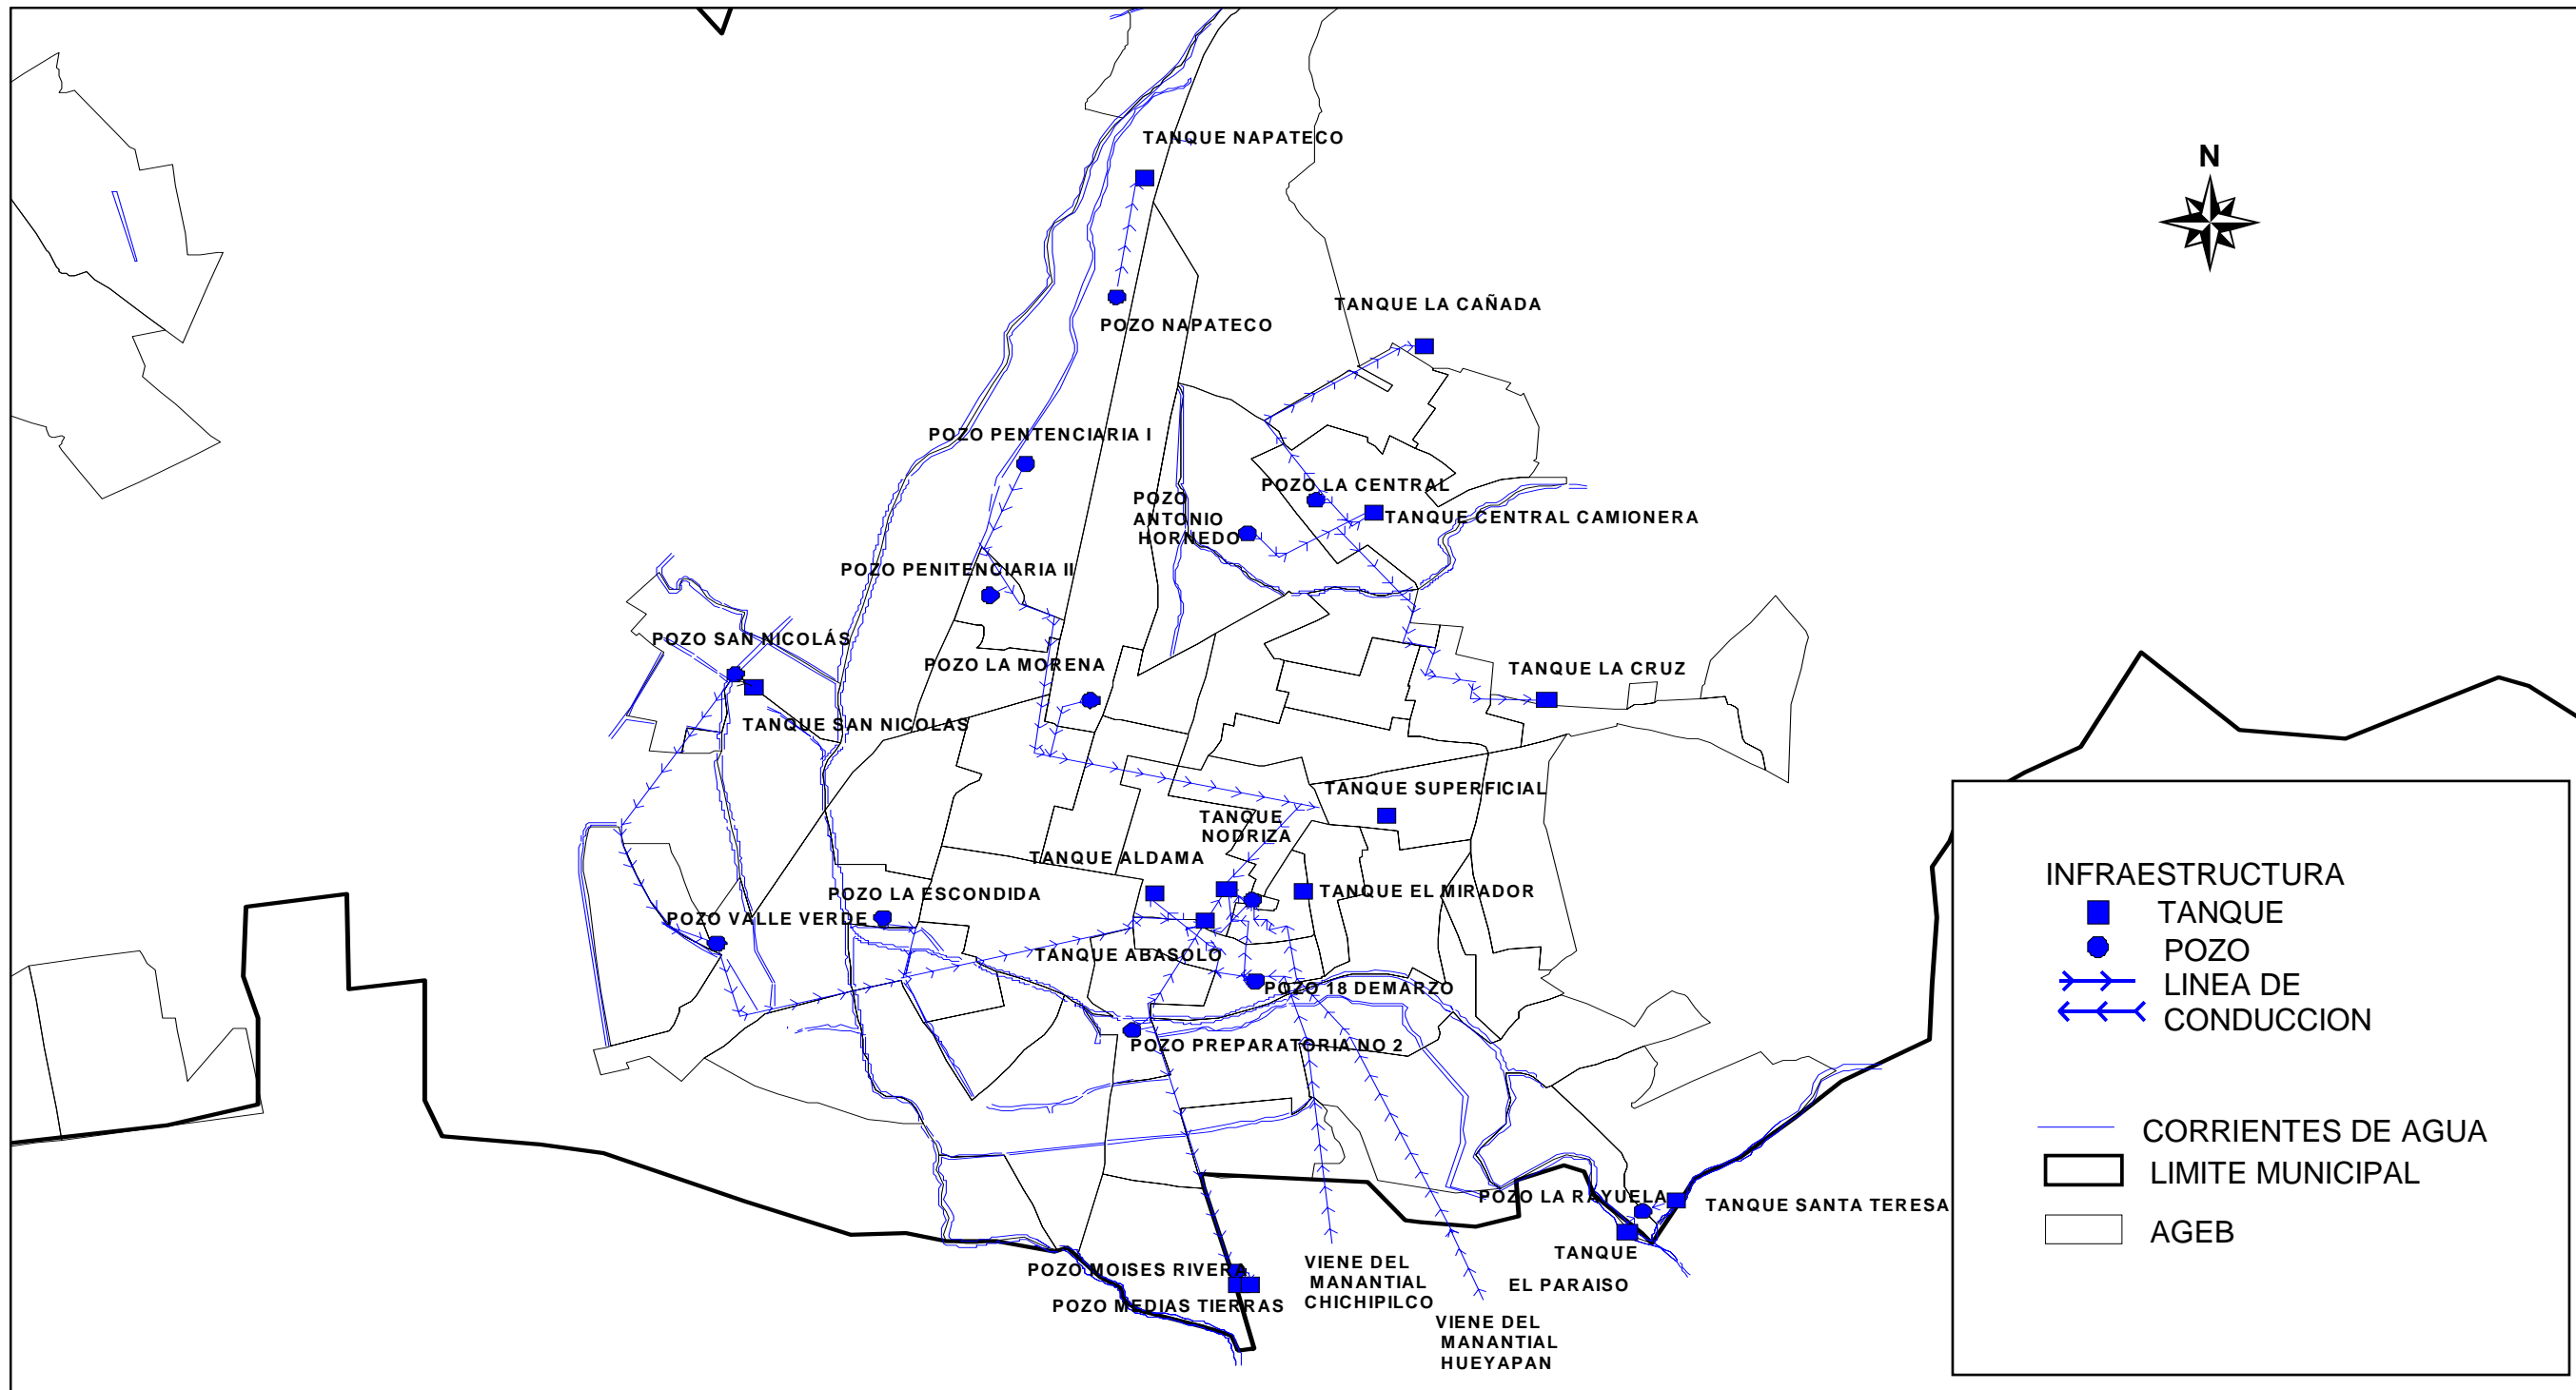 TANQUE NAPATECO
N
TANQUE LA CAÑADA
POZO NAPATECO
POZO PENTENCIARIA I
POZO LA CENTRAL
POZO
ANTONIO
HORNEDO
TANQUE CENTRAL CAMIONERA
POZO PENITENCIARIA II
POZO SAN NICOLÁS
POZO LA MORENA
TANQUE LA CRUZ
TANQUE SAN NICOLAS
TANQUE SUPERFICIAL
TANQUE
NODRIZA
TANQUE ALDAMA
POZO LA ESCONDIDA
TANQUE EL MIRADOR
POZO VALLE VERDE
TANQUE ABASOLO
POZO 18 DEMARZO
POZO PREPARATORIA NO 2
POZO LA RAYUELA
TANQUE SANTA TERESA
TANQUE
EL PARAISO
POZO MOISES RIVERA
POZO MEDIAS TIERRAS
VIENE DEL
MANANTIAL
CHICHIPILCO
VIENE DEL
MANANTIAL
HUEYAPAN
INFRAESTRUCTURA
TANQUE
POZO
LINEA DE
CONDUCCION
CORRIENTES DE AGUA
LIMITE MUNICIPAL
AGEB